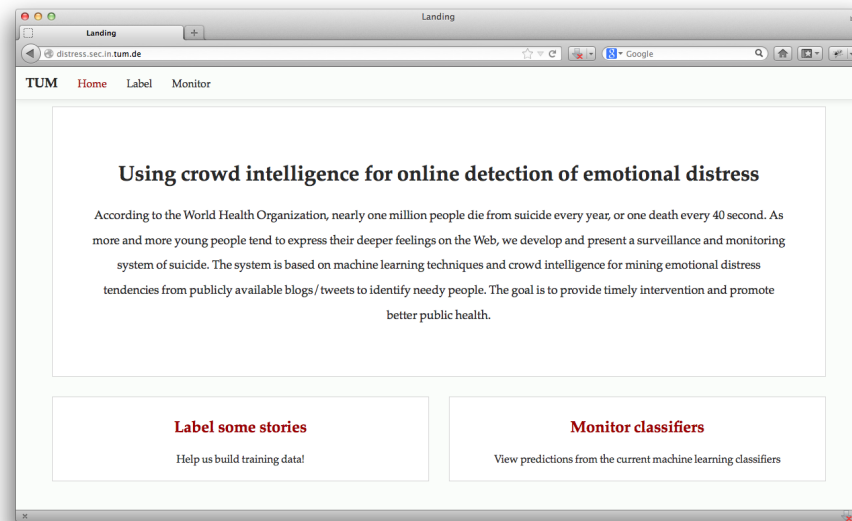 Landing
Landing
distress.sec.in.tum.de
Google
TUM Home Label Monitor
Using crowd intelligence for online detection of emotional distress
According to the World Health Organization, nearly one million people die from suicide every year, or one death every 40 second. As
more and more young people tend to express their deeper feelings on the Web, we develop and present a surveillance and monitoring
system of suicide. The system is based on machine learning techniques and crowd intelligence for mining emotional distress
tendencies from publicly available blogs/tweets to identify needy people. The goal is to provide timely intervention and promote
better public health.
Label some stories
Help us build training data!
Monitor classifiers
View predictions from the current machine learning classifiers